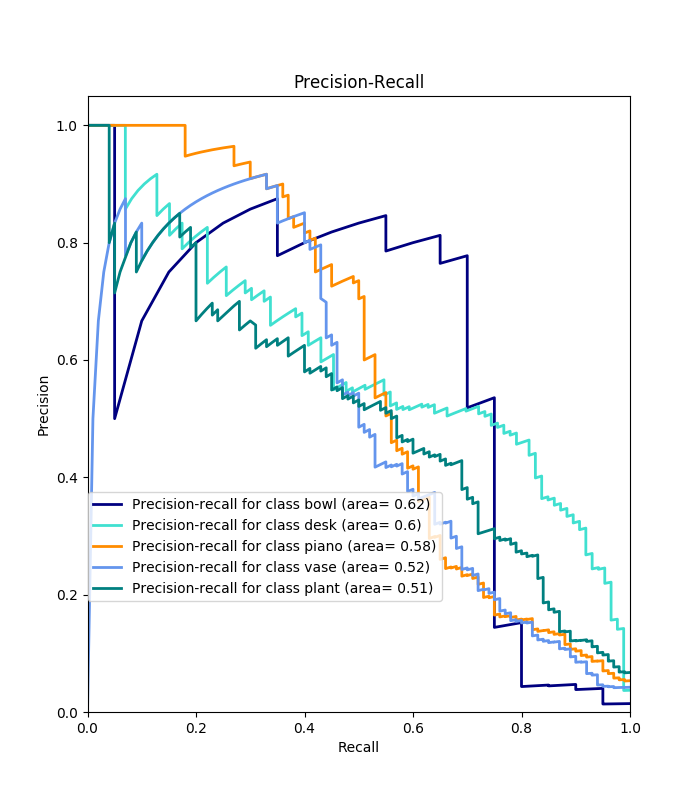 Precision-Recall
1.0
0.8
0.6
0.4
0.2
0.0
Precision
Precision-recall for class bowl (area= 0.62)
Precision-recall for class desk (area= 0.6)
Precision-recall for class piano (area= 0.58)
Precision-recall for class vase (area= 0.52)
Precision-recall for class plant (area= 0.51)
0.0 0.2 0.4 0.6 0.8 1.0
Recall